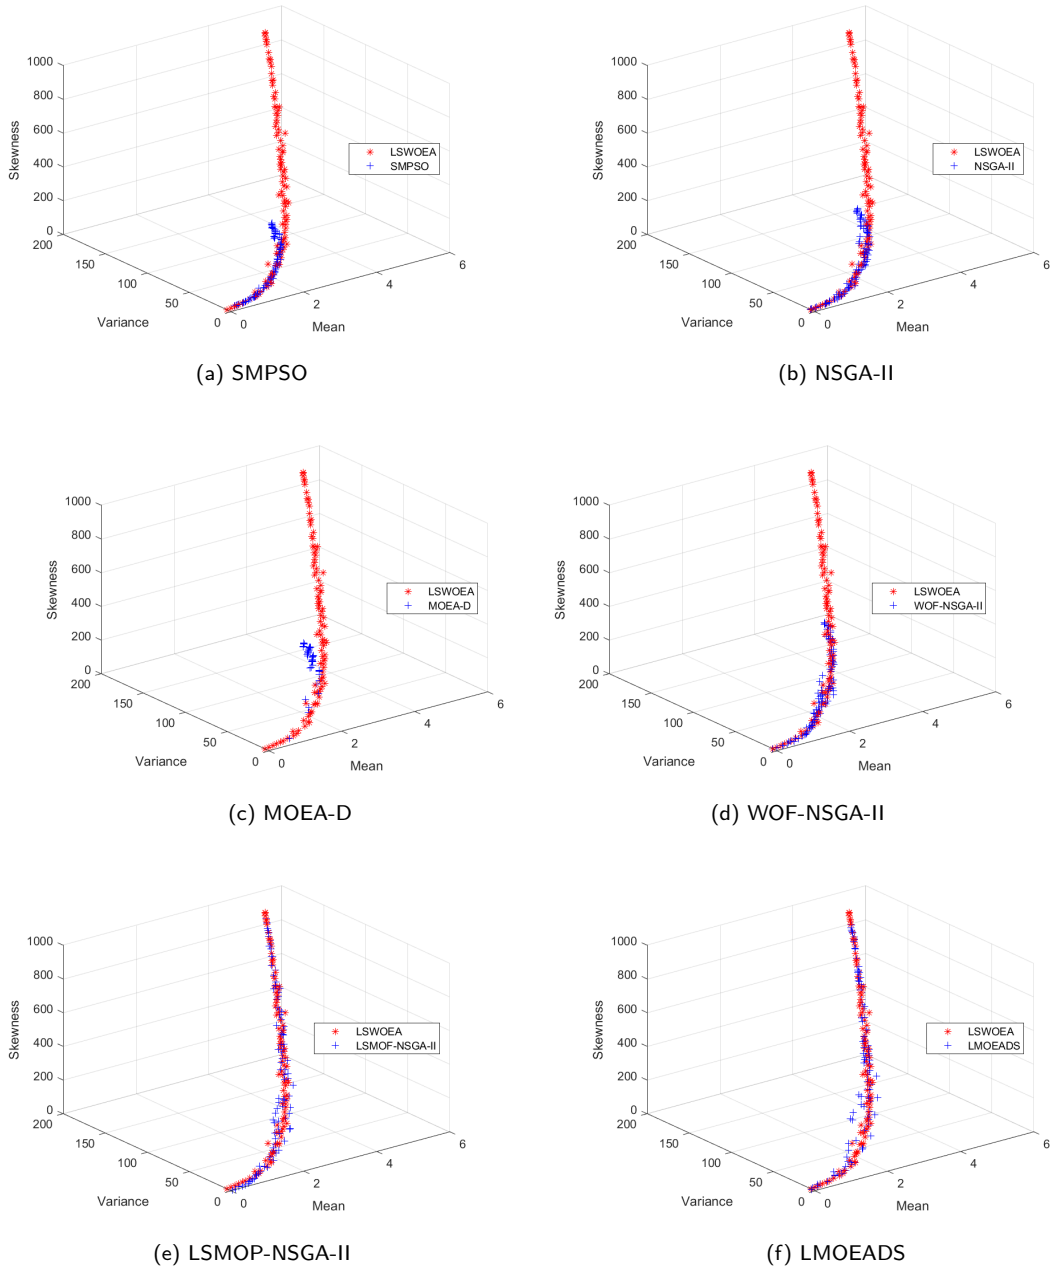 1000
800
600
400
200
0
Skewness
200
150
100
50
0
Variance
0
2
4
6
Mean
LSWOEA
SMPSO
(a) SMPSO
1000
800
600
400
200
0
Skewness
200
150
100
50
0
Variance
0
2
4
6
Mean
LSWOEA
NSGA-II
(b) NSGA-II
1000
800
600
400
200
0
Skewness
200
150
100
50
0
Variance
0
2
4
6
Mean
LSWOEA
MOEA-D
(c) MOEA-D
1000
800
600
400
200
0
Skewness
200
150
100
50
0
Variance
0
2
4
6
Mean
LSWOEA
WOF-NSGA-II
(d) WOF-NSGA-II
1000
800
600
400
200
0
Skewness
200
150
100
50
0
Variance
0
2
4
6
Mean
LSWOEA
LSMOF-NSGA-II
(e) LSMOP-NSGA-II
1000
800
600
400
200
0
Skewness
200
150
100
50
0
Variance
0
2
4
6
Mean
LSWOEA
LMOEADS
(f) LMOEADS